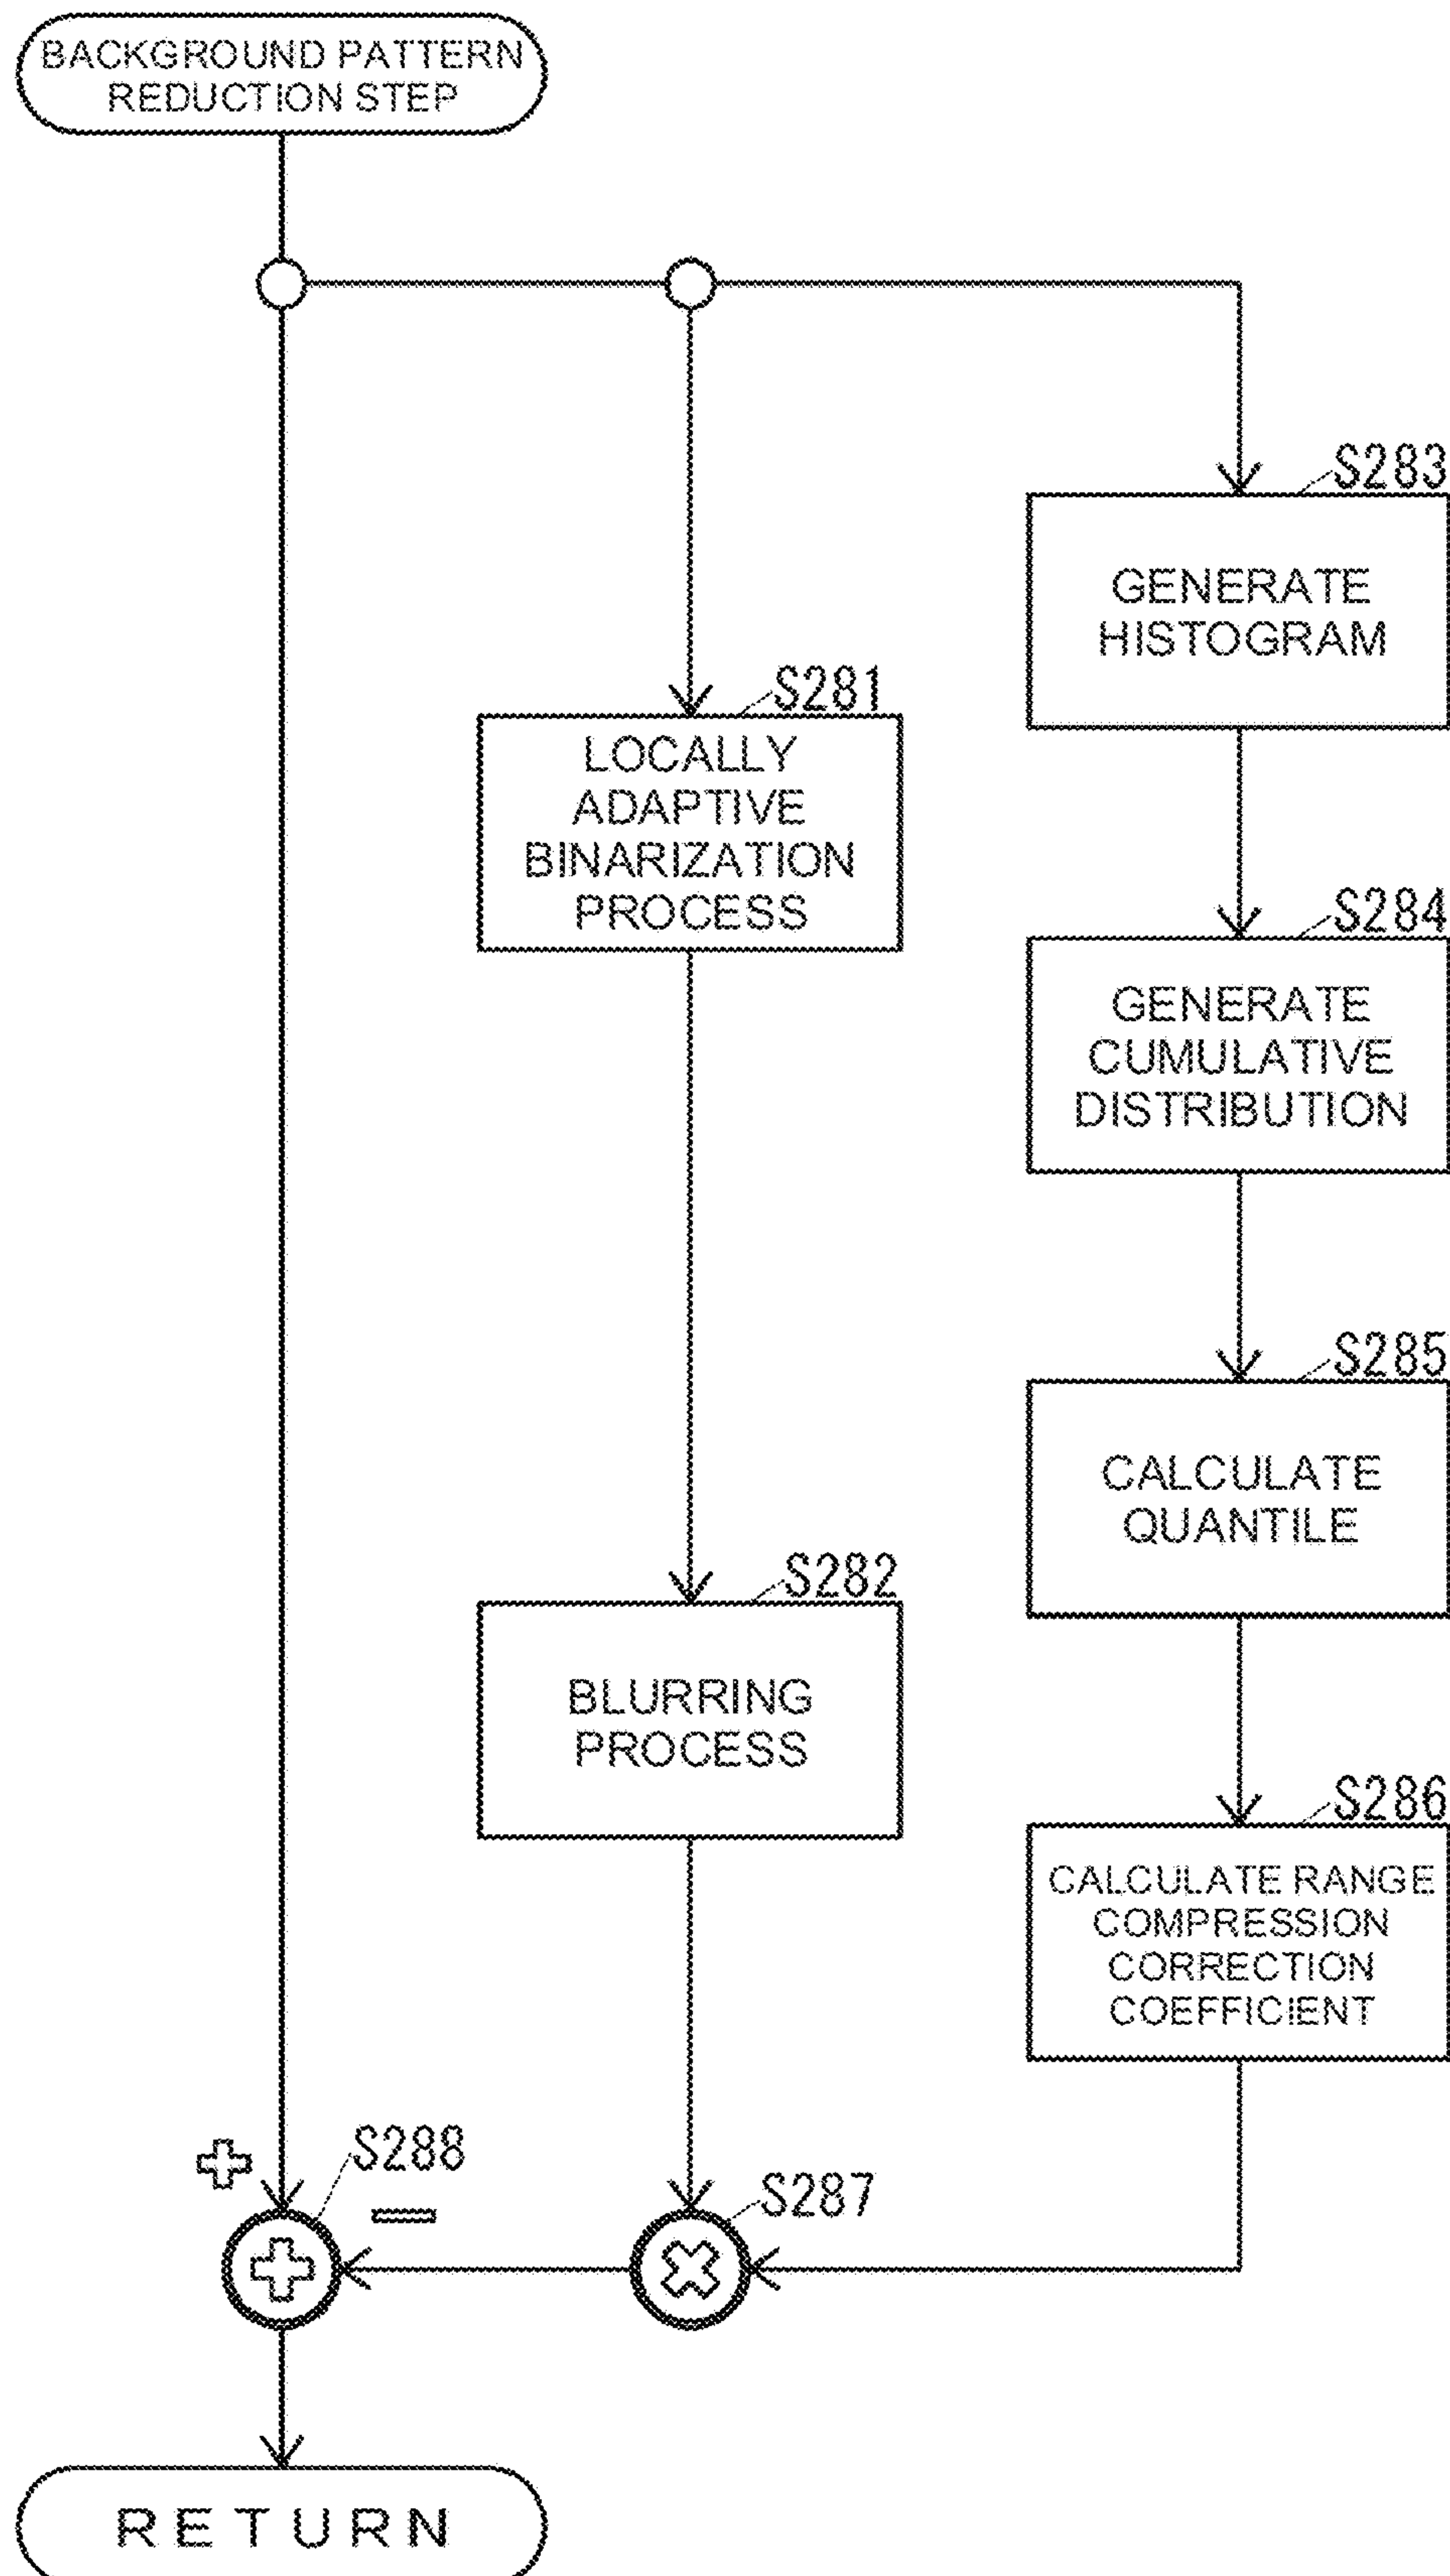 BACKGROUND PATTERN
REDUCTION STEP
S283
GENERATE
HISTOGRAM
S281
LOCALLY
ADAPTIVE
BINARIZATION
PROCESS
S284
GENERATE
CUMULATIVE
DISTRIBUTION
S285
CALCULATE
QUANTILE
S282
BLURRING
PROCESS
S286
CALCULATE RANGE
COMPRESSION
CORRECTION
COEFFICIENT
+
S288
−
S287
+
×
RETURN